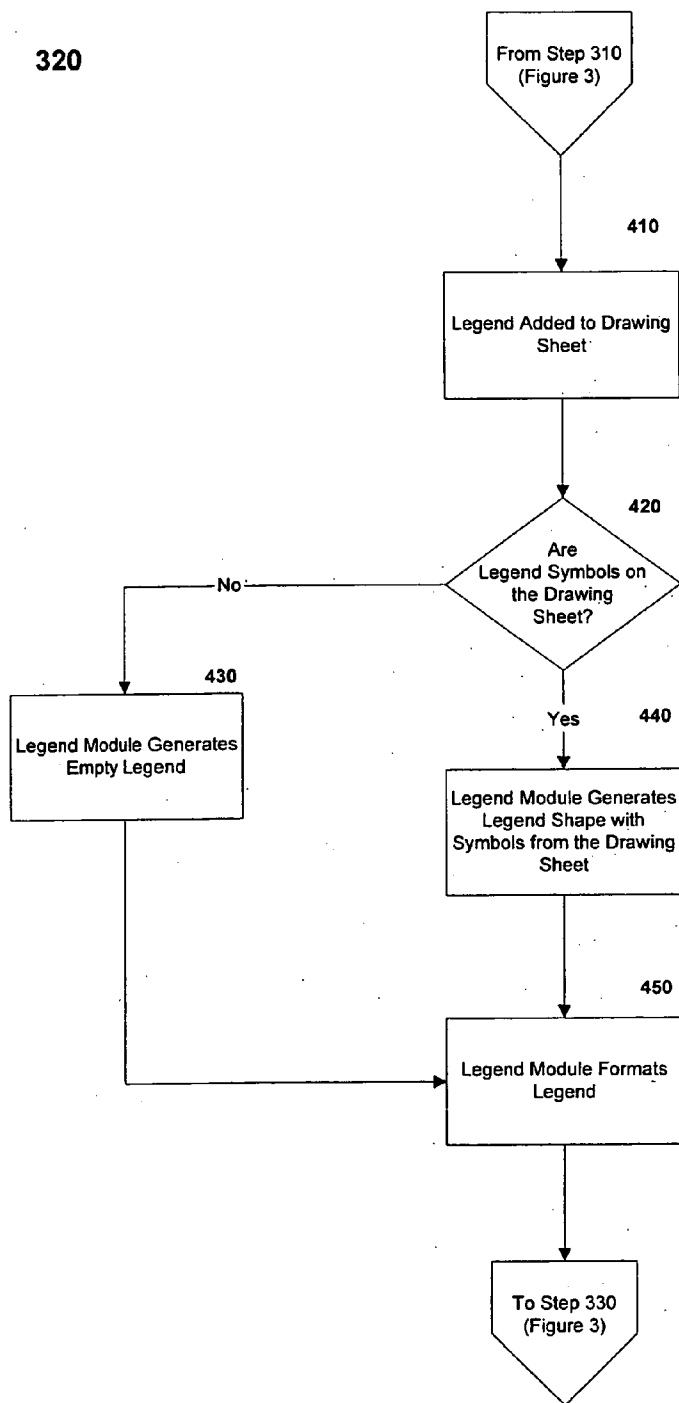 320
From Step 310
(Figure 3)
410
Legend Added to Drawing
Sheet
420
Are
Legend Symbols on
the Drawing
Sheet?
No
430
Legend Module Generates
Empty Legend
Yes
440
Legend Module Generates
Legend Shape with
Symbols from the Drawing
Sheet
450
Legend Module Formats
Legend
To Step 330
(Figure 3)